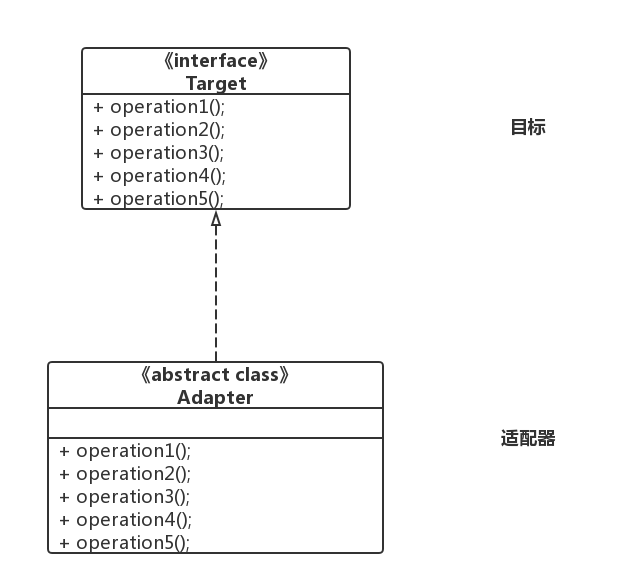 《interface》
Target
+ operation1();
+ operation2();
+ operation3();
+ operation4();
+ operation5();
目标
《abstract class》
Adapter
+ operation1();
+ operation2();
+ operation3();
+ operation4();
+ operation5();
适配器